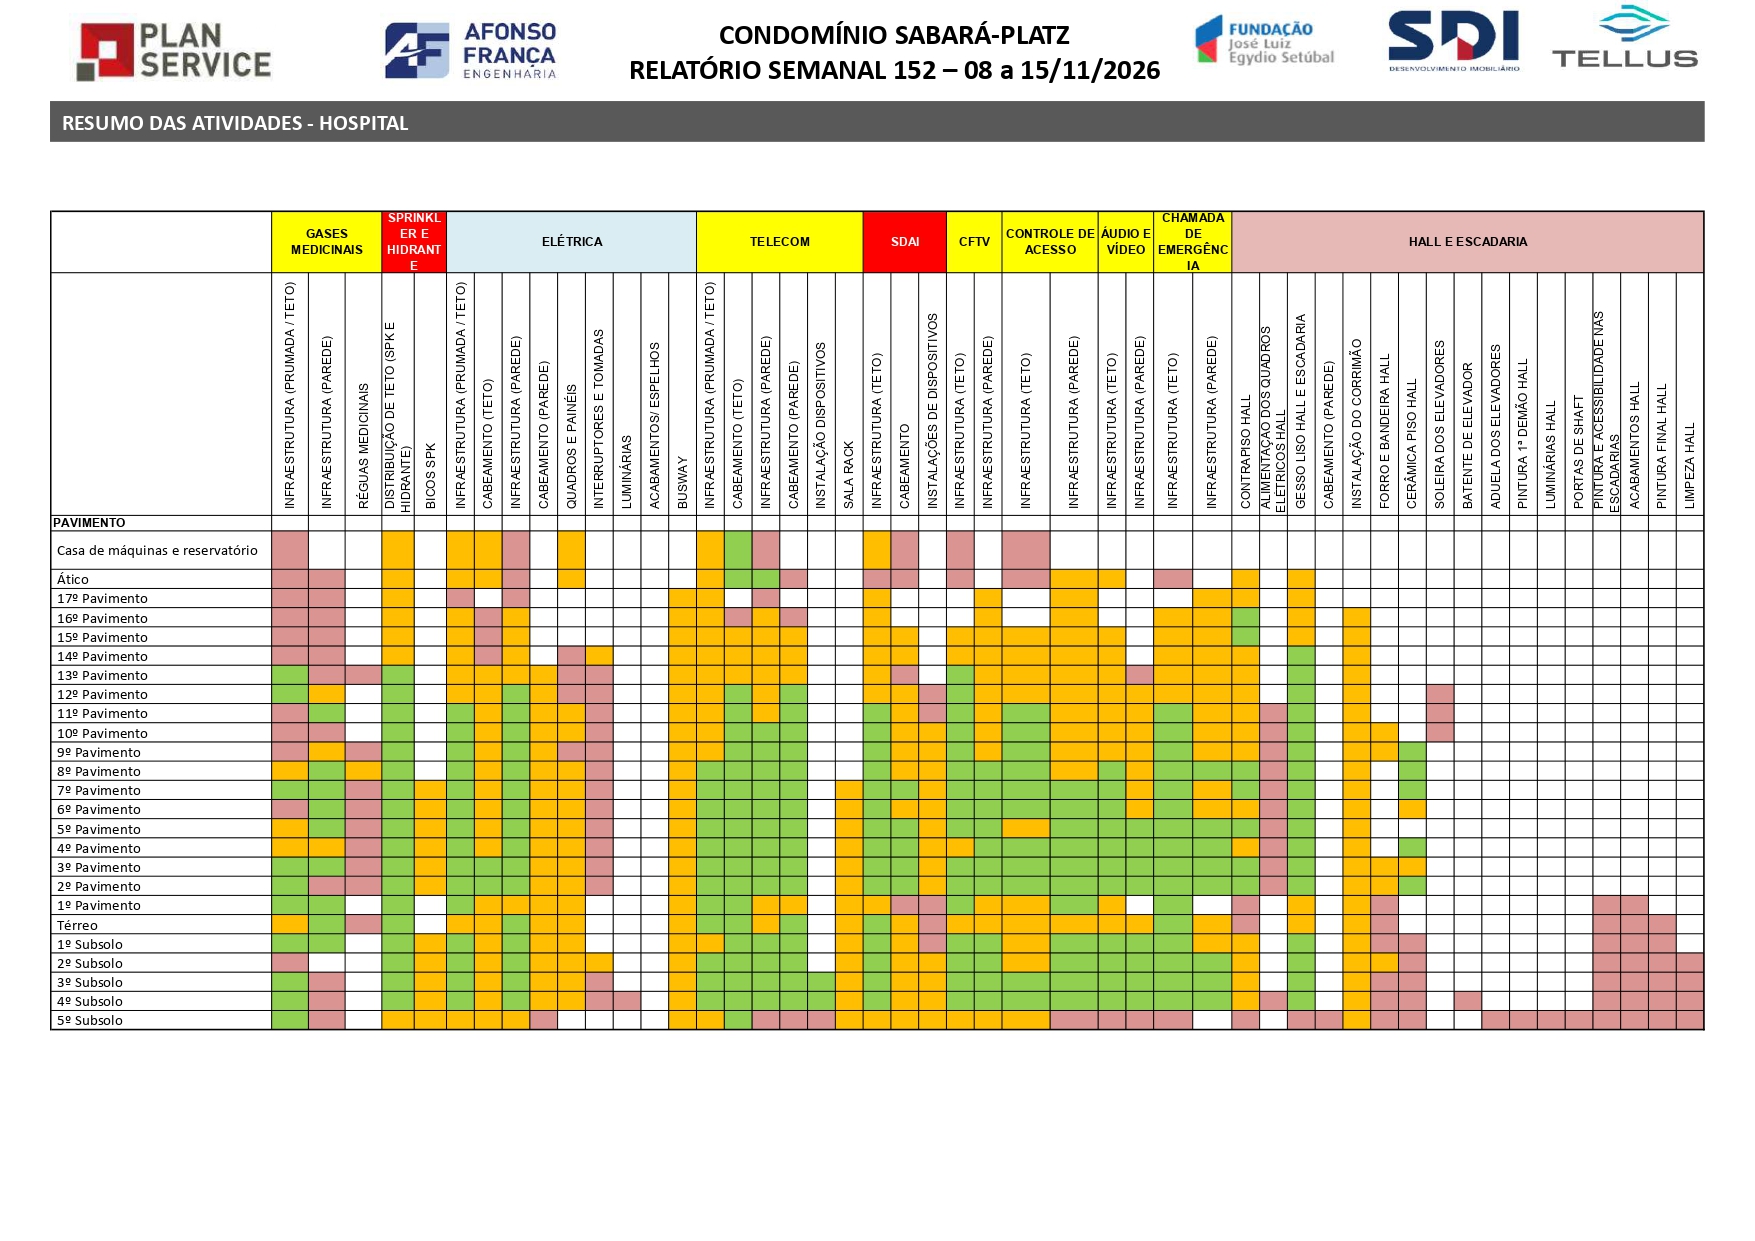 PLAN
SERVICE
AFONSO
FRANÇA
ENGENHARIA
CONDOMÍNIO SABARÁ-PLATZ
RELATÓRIO SEMANAL 152 – 08 a 15/11/2026
FUNDAÇÃO
José Luiz
Egydio Setúbal
SDI
DESENVOLVIMENTO IMOBILIÁRIO
TELLUS
RESUMO DAS ATIVIDADES - HOSPITAL
GASES
MEDICINAIS
SPRINKL
ER E
HIDRANT
E
ELÉTRICA
TELECOM
SDAI
CFTV
CONTROLE DE
ACESSO
ÁUDIO E
VÍDEO
CHAMADA
DE
EMERGÊNC
IA
HALL E ESCADARIA
INFRAESTRUTURA (PRUMADA / TETO)
INFRAESTRUTURA (PAREDE)
RÉGUAS MEDICINAIS
DISTRIBUIÇÃO DE TETO (SPK E
HIDRANTE)
BICOS SPK
INFRAESTRUTURA (PRUMADA / TETO)
CABEAMENTO (TETO)
INFRAESTRUTURA (PAREDE)
CABEAMENTO (PAREDE)
QUADROS E PAINÉIS
INTERRUPTORES E TOMADAS
LUMINÁRIAS
ACABAMENTOS/ ESPELHOS
BUSWAY
INFRAESTRUTURA (PRUMADA / TETO)
CABEAMENTO (TETO)
INFRAESTRUTURA (PAREDE)
CABEAMENTO (PAREDE)
INSTALAÇÃO DISPOSITIVOS
SALA RACK
INFRAESTRUTURA (TETO)
CABEAMENTO
INSTALAÇÕES DE DISPOSITIVOS
INFRAESTRUTURA (TETO)
INFRAESTRUTURA (PAREDE)
INFRAESTRUTURA (TETO)
INFRAESTRUTURA (PAREDE)
INFRAESTRUTURA (TETO)
INFRAESTRUTURA (PAREDE)
INFRAESTRUTURA (TETO)
INFRAESTRUTURA (PAREDE)
CONTRAPISO HALL
ALIMENTAÇAO DOS QUADROS
ELÉTRICOS HALL
GESSO LISO HALL E ESCADARIA
CABEAMENTO (PAREDE)
INSTALAÇÃO DO CORRIMÃO
FORRO E BANDEIRA HALL
CERÂMICA PISO HALL
SOLEIRA DOS ELEVADORES
BATENTE DE ELEVADOR
ADUELA DOS ELEVADORES
PINTURA 1ª DEMÃO HALL
LUMINÁRIAS HALL
PORTAS DE SHAFT
PINTURA E ACESSIBILIDADE NAS
ESCADARIAS
ACABAMENTOS HALL
PINTURA FINAL HALL
LIMPEZA HALL
PAVIMENTO
Casa de máquinas e reservatório
Ático
17º Pavimento
16º Pavimento
15º Pavimento
14º Pavimento
13º Pavimento
12º Pavimento
11º Pavimento
10º Pavimento
9º Pavimento
8º Pavimento
7º Pavimento
6º Pavimento
5º Pavimento
4º Pavimento
3º Pavimento
2º Pavimento
1º Pavimento
Térreo
1º Subsolo
2º Subsolo
3º Subsolo
4º Subsolo
5º Subsolo